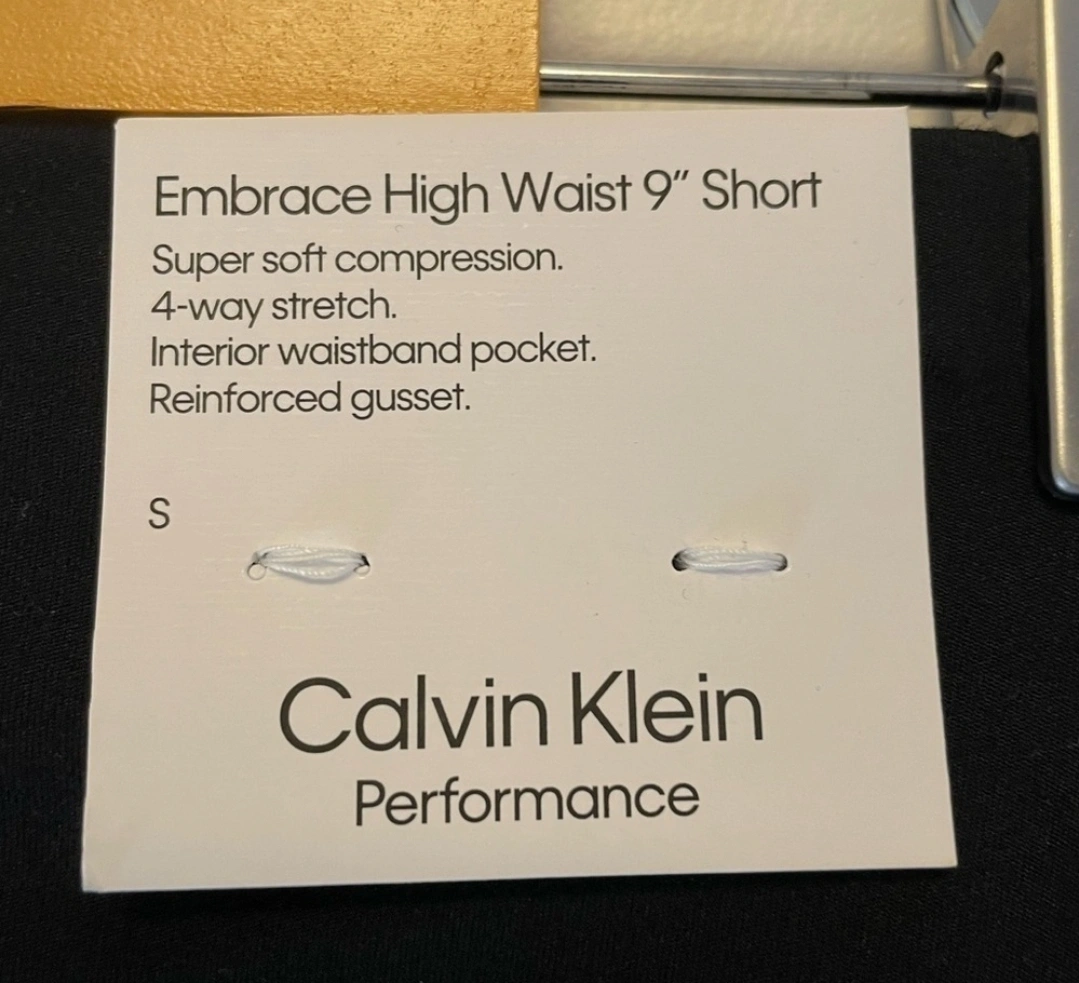 Embrace High Waist 9” Short
Super soft compression.
4-way stretch.
Interior waistband pocket.
Reinforced gusset.
S
Calvin Klein
Performance